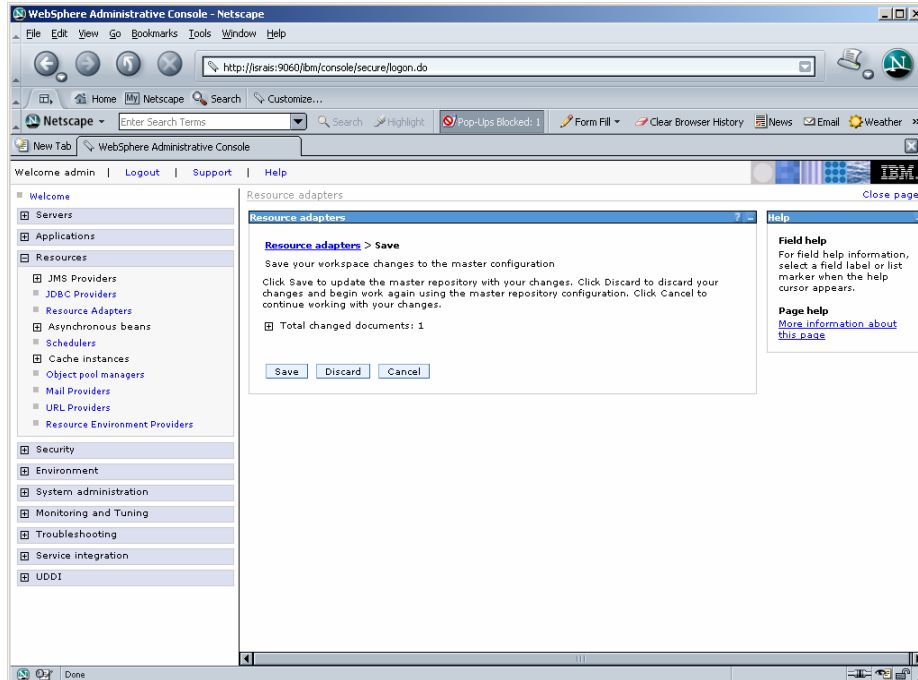 WebSphere Administrative Console - Netscape
File Edit View Go Bookmarks Tools Window Help
http://israis:9060/ibm/console/secure/logon.do
Home My Netscape Search Customize...
Netscape Enter Search Terms Search Highlight Pop-Ups Blocked: 1 Form Fill Clear Browser History News Email Weather »
New Tab WebSphere Administrative Console
Welcome admin | Logout | Support | Help IBM.
Welcome
Servers
Applications
Resources
JMS Providers
JDBC Providers
Resource Adapters
Asynchronous beans
Schedulers
Cache instances
Object pool managers
Mail Providers
URL Providers
Resource Environment Providers
Security
Environment
System administration
Monitoring and Tuning
Troubleshooting
Service integration
UDDI
Resource adapters Close page
Resource adapters ? _
Resource adapters > Save
Save your workspace changes to the master configuration
Click Save to update the master repository with your changes. Click Discard to discard your
changes and begin work again using the master repository configuration. Click Cancel to
continue working with your changes.
Total changed documents: 1
Save Discard Cancel
Help
Field help
For field help information,
select a field label or list
marker when the help
cursor appears.
Page help
More information about
this page
Done